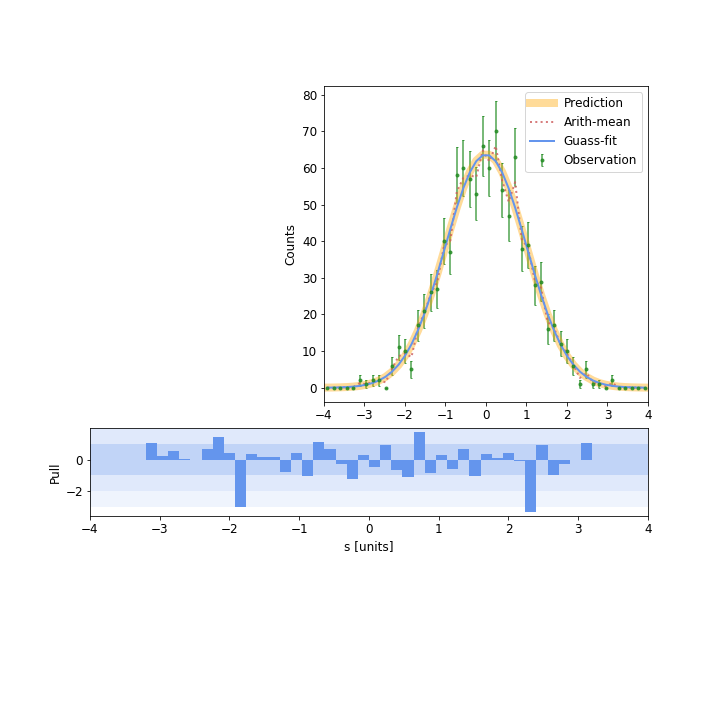 80
70
60
50
40
30
20
10
0
Counts
Prediction
Arith-mean
Guass-fit
Observation
−4 −3 −2 −1 0 1 2 3 4
0
−2
Pull
−4 −3 −2 −1 0 1 2 3 4
s [units]